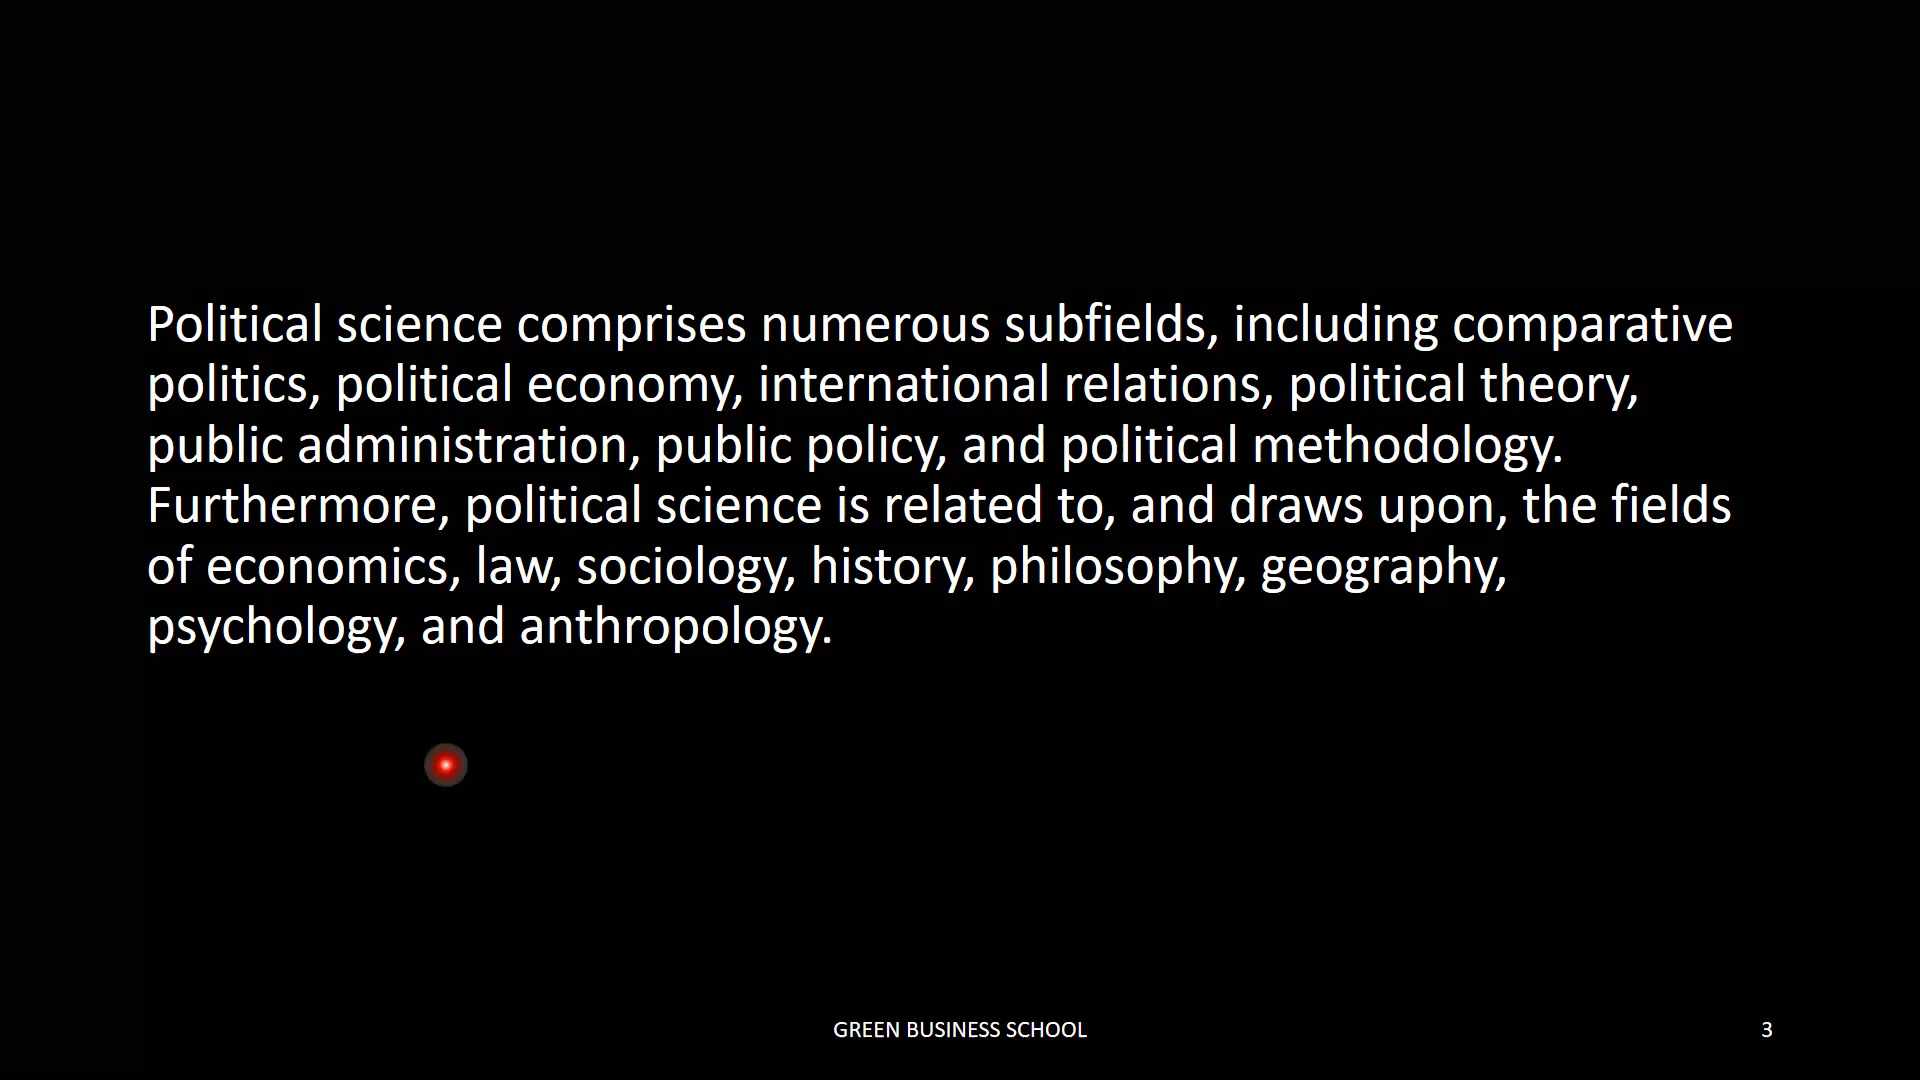 Political science comprises numerous subfields, including comparative
politics, political economy, international relations, political theory,
public administration, public policy, and political methodology.
Furthermore, political science is related to, and draws upon, the fields
of economics, law, sociology, history, philosophy, geography,
psychology, and anthropology.
GREEN BUSINESS SCHOOL
3